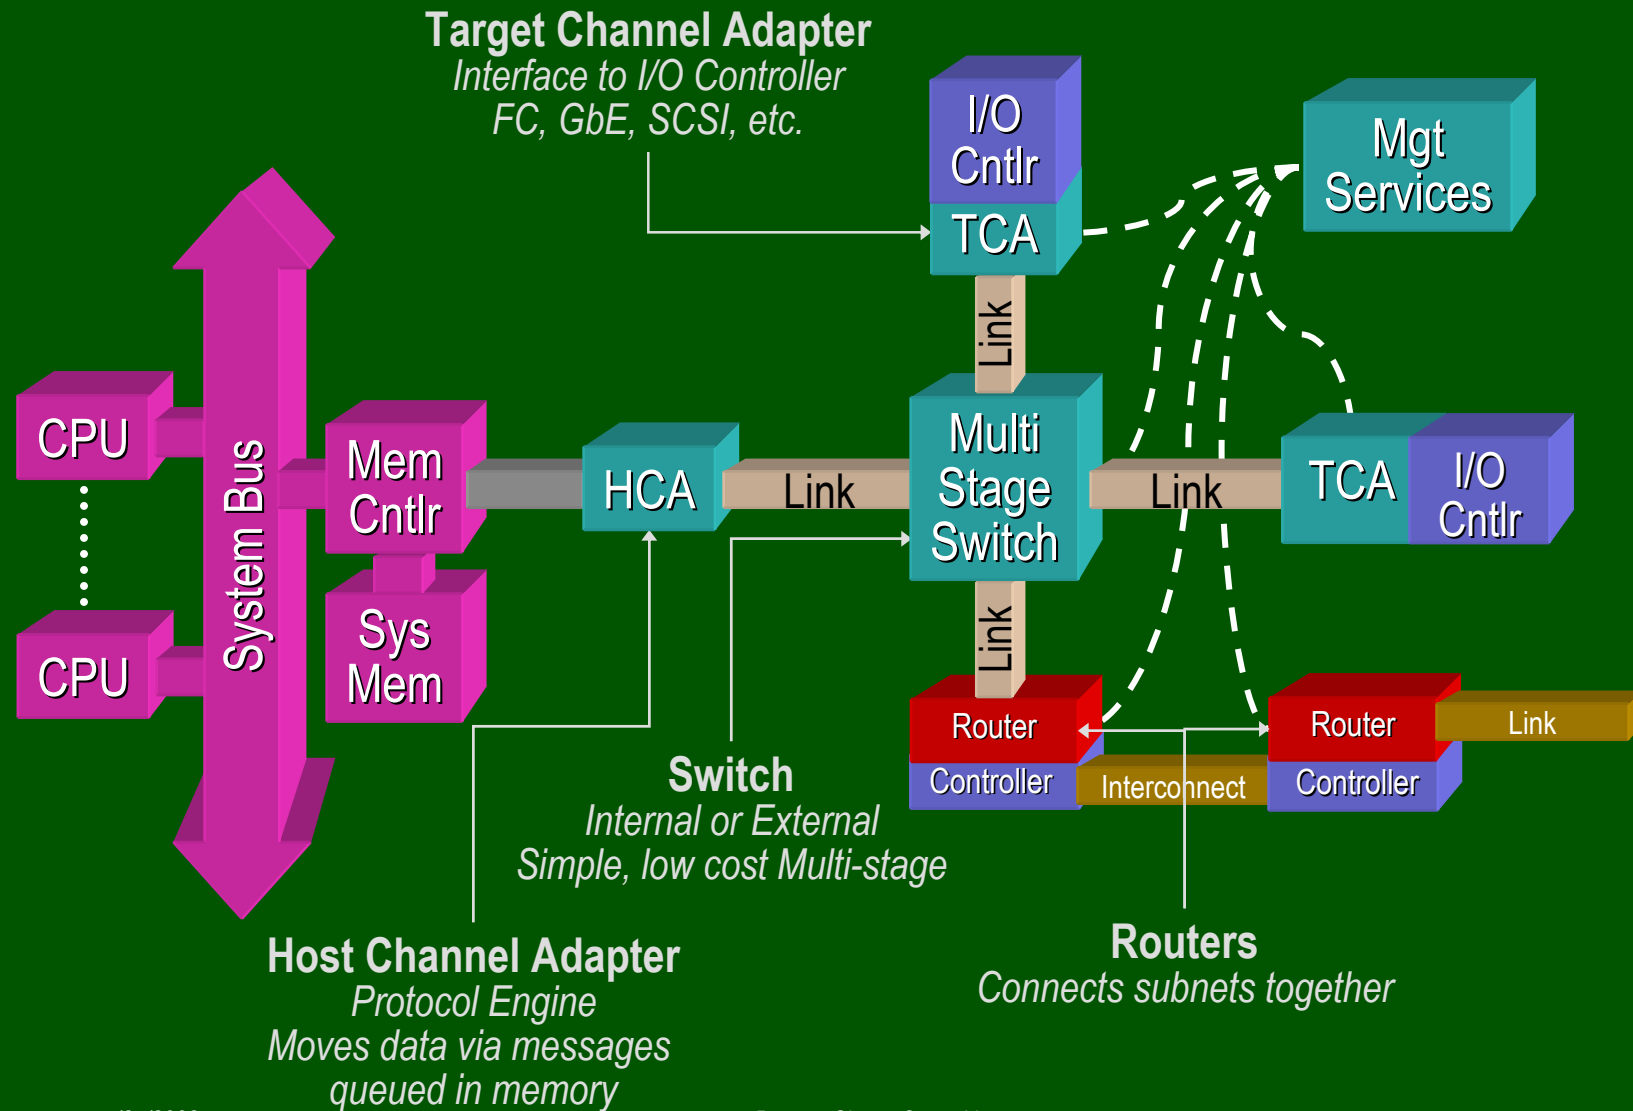 Target Channel Adapter
Interface to I/O Controller
FC, GbE, SCSI, etc.
I/O
Cntlr
TCA
Mgt
Services
Link
CPU
System Bus
Mem
Cntlr
HCA
Link
Multi
Stage
Switch
Link
TCA
I/O
Cntlr
CPU
Sys
Mem
Link
Router
Controller
Interconnect
Router
Controller
Link
Switch
Internal or External
Simple, low cost Multi-stage
Host Channel Adapter
Protocol Engine
Moves data via messages
queued in memory
Routers
Connects subnets together